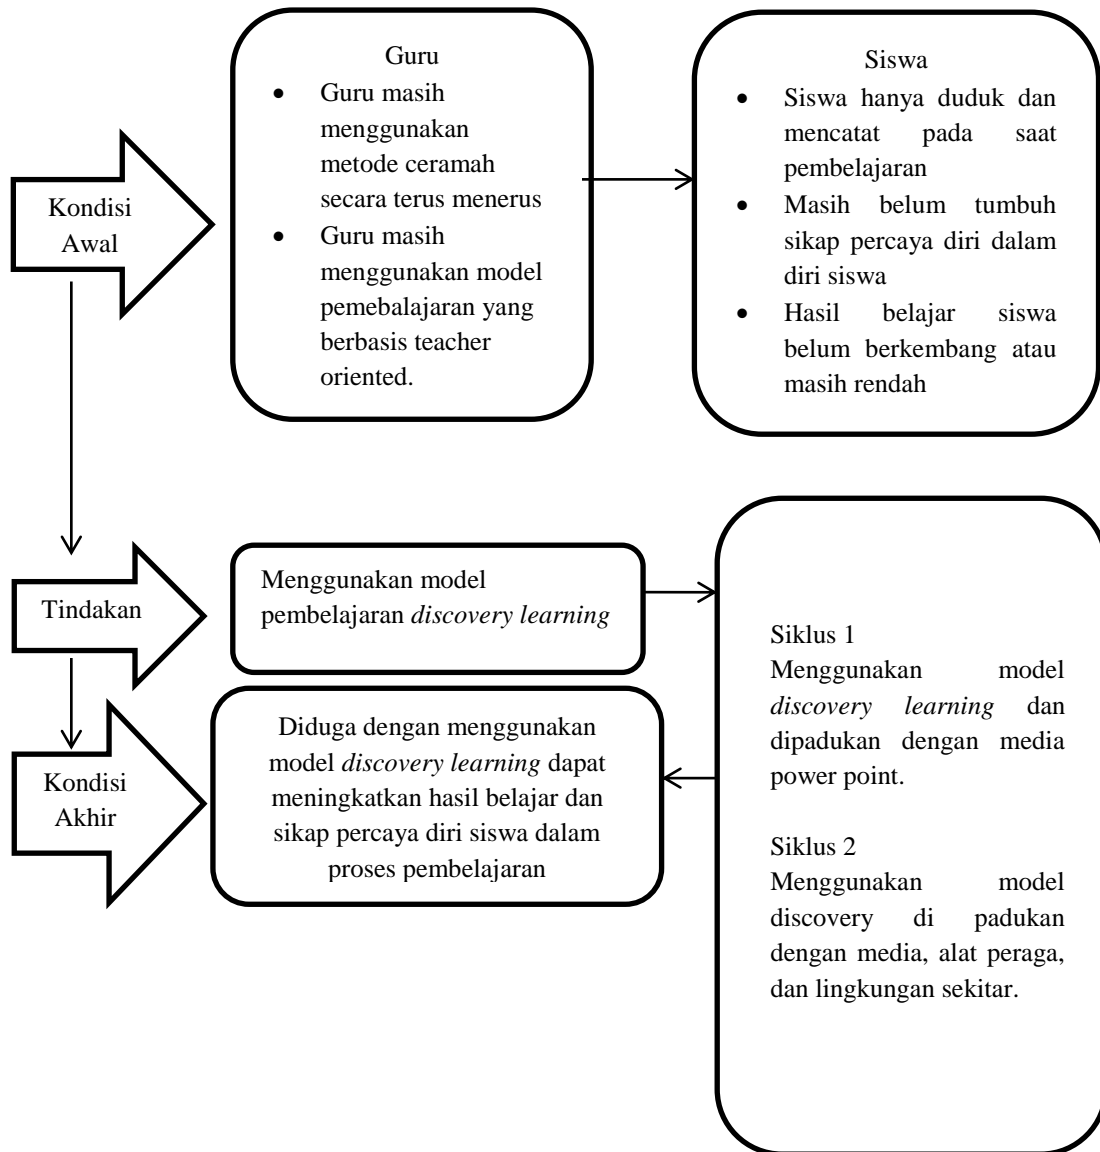 Kondisi
Awal
Guru
• Guru masih
menggunakan
metode ceramah
secara terus menerus
• Guru masih
menggunakan model
pemebalajaran yang
berbasis teacher
oriented.
Siswa
• Siswa hanya duduk dan
mencatat pada saat
pembelajaran
• Masih belum tumbuh
sikap percaya diri dalam
diri siswa
• Hasil belajar siswa
belum berkembang atau
masih rendah
Tindakan
Menggunakan model
pembelajaran discovery learning
Siklus 1
Menggunakan model
discovery learning dan
dipadukan dengan media
power point.
Siklus 2
Menggunakan model
discovery di padukan
dengan media, alat peraga,
dan lingkungan sekitar.
Kondisi
Akhir
Diduga dengan menggunakan
model discovery learning dapat
meningkatkan hasil belajar dan
sikap percaya diri siswa dalam
proses pembelajaran